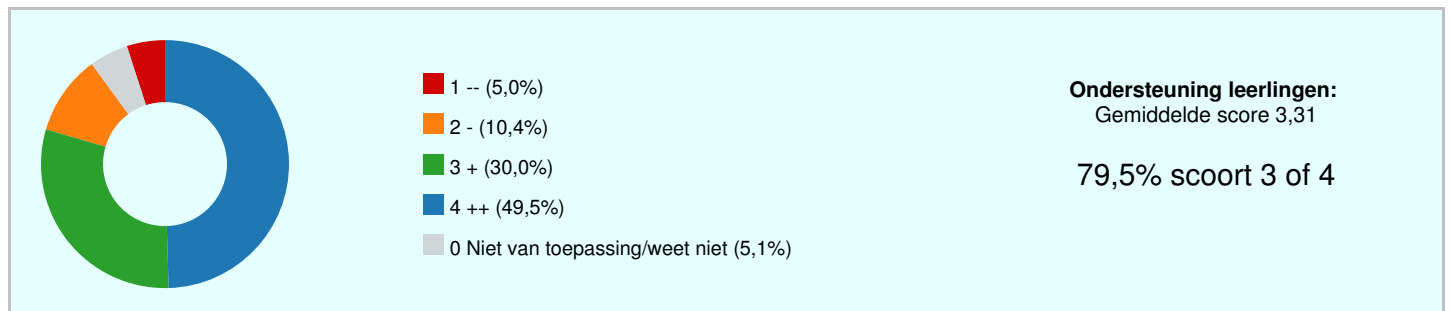 1 -- (5,0%)
2 - (10,4%)
3 + (30,0%)
4 ++ (49,5%)
0 Niet van toepassing/weet niet (5,1%)
Ondersteuning leerlingen:
Gemiddelde score 3,31
79,5% scoort 3 of 4